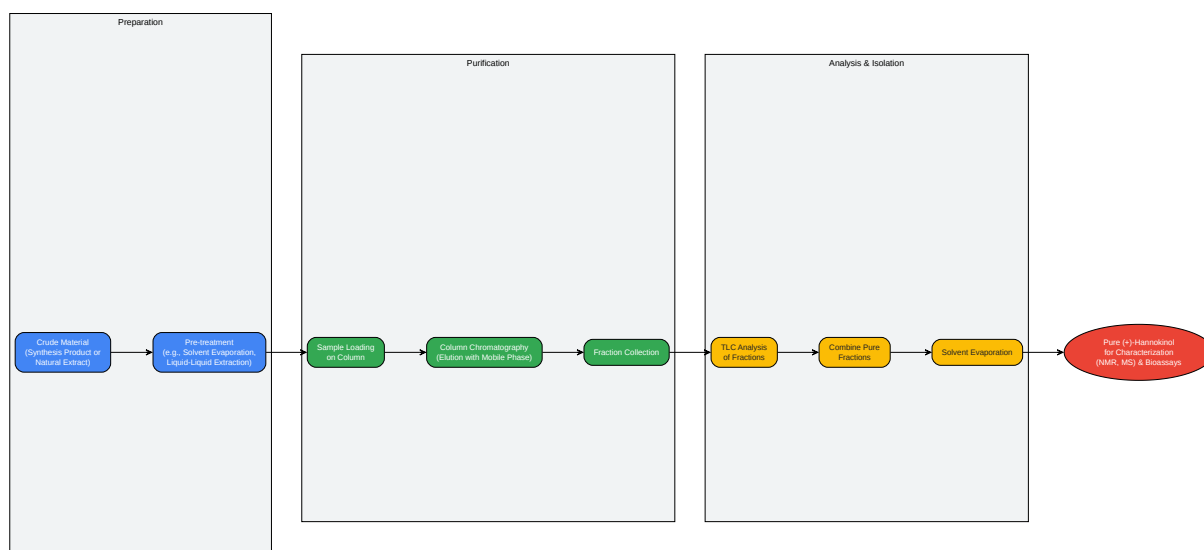 Preparation
Crude Material
(Synthesis Product or
Natural Extract)
Pre-treatment
(e.g., Solvent Evaporation,
Liquid-Liquid Extraction)
Purification
Sample Loading
on Column
Column Chromatography
(Elution with Mobile Phase)
Fraction Collection
Analysis & Isolation
TLC Analysis
of Fractions
Combine Pure
Fractions
Solvent Evaporation
Pure (+)-Hannokinol
for Characterization
(NMR, MS) & Bioassays